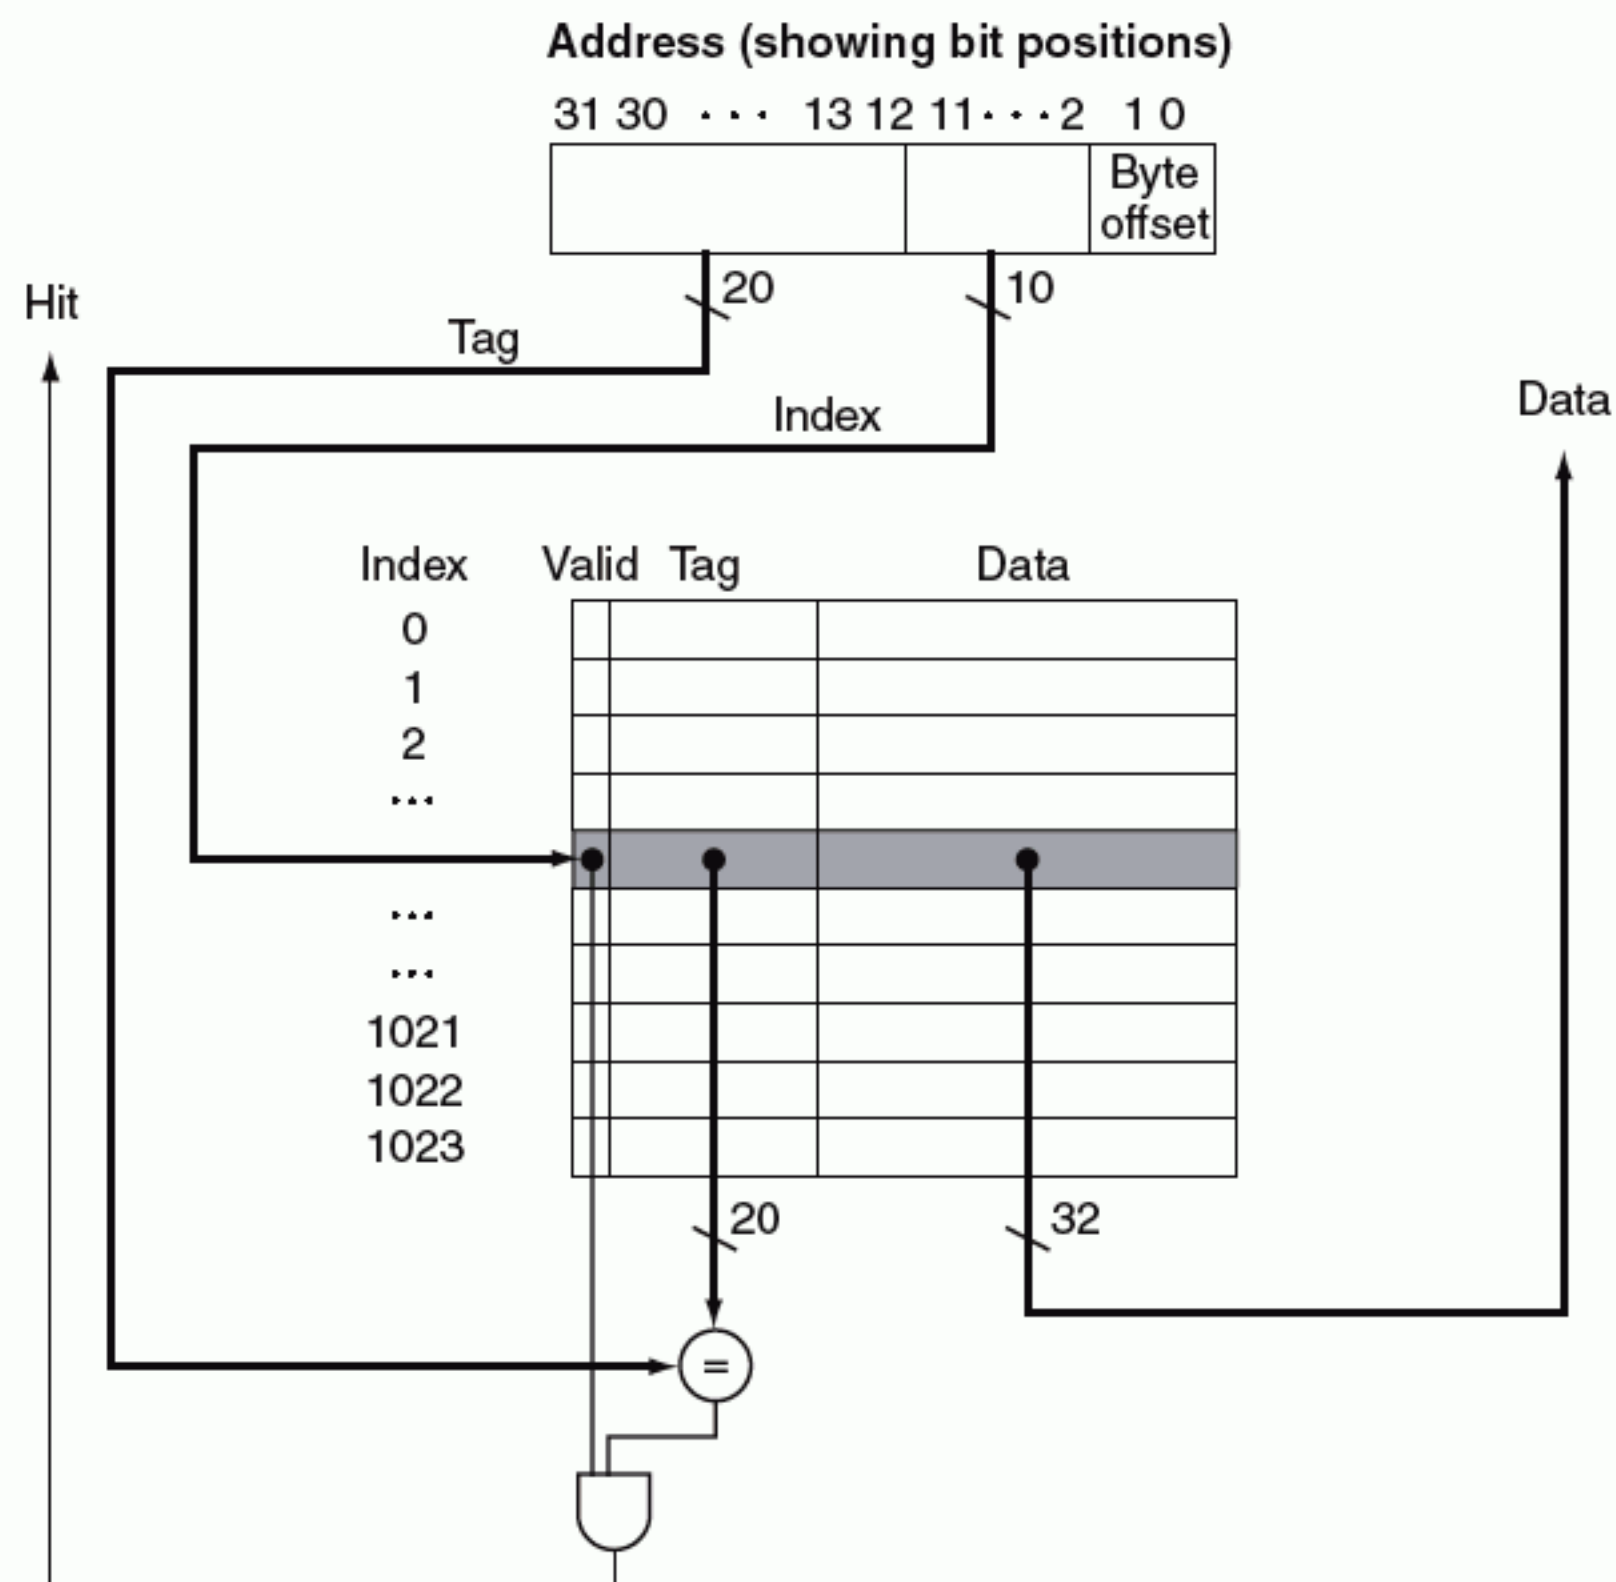 Address (showing bit positions)
31 30 ··· 13 12 11···2 1 0
Byte
offset
20
10
Hit
Tag
Index
Data
Index Valid Tag Data
0
1
2
...
...
...
1021
1022
1023
20
32
=